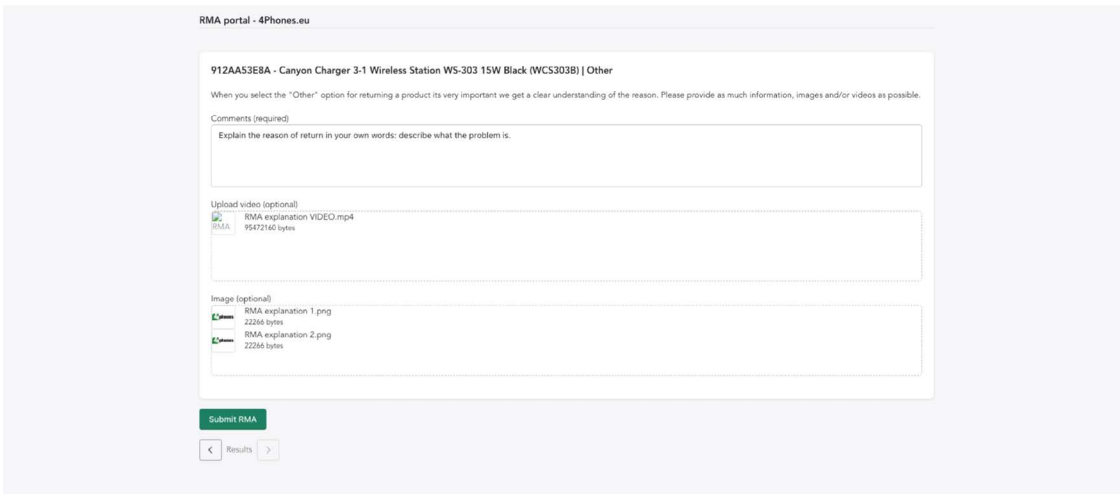 RMA portal - 4Phones.eu
912AA53E8A - Canyon Charger 3-1 Wireless Station WS-303 15W Black (WCS303B) | Other
When you select the "Other" option for returning a product its very important we get a clear understanding of the reason. Please provide as much information, images and/or videos as possible.
Comments (required)
Explain the reason of return in your own words: describe what the problem is.
Upload video (optional)
RMA explanation VIDEO.mp4
RMA
95472160 bytes
Image (optional)
RMA explanation 1.png
phones
22266 bytes
RMA explanation 2.png
phones
22266 bytes
Submit RMA
Results